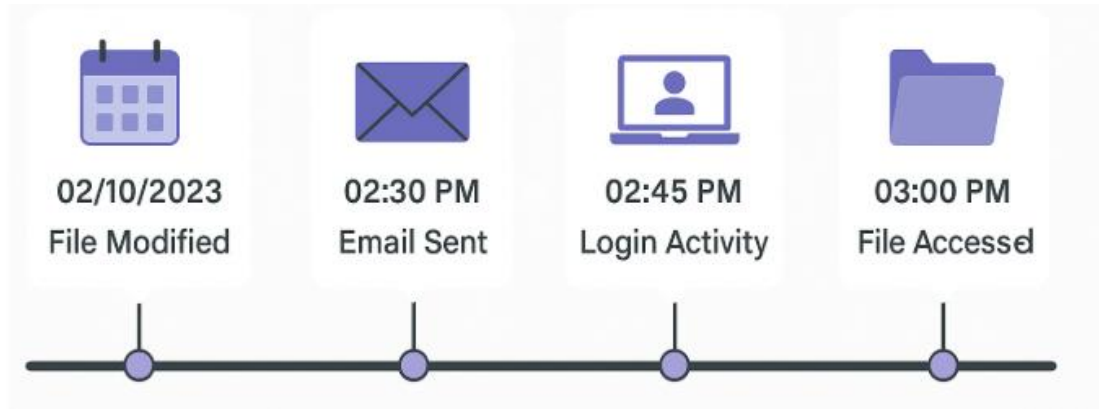 02/10/2023
File Modified
02:30 PM
Email Sent
02:45 PM
Login Activity
03:00 PM
File Accessd